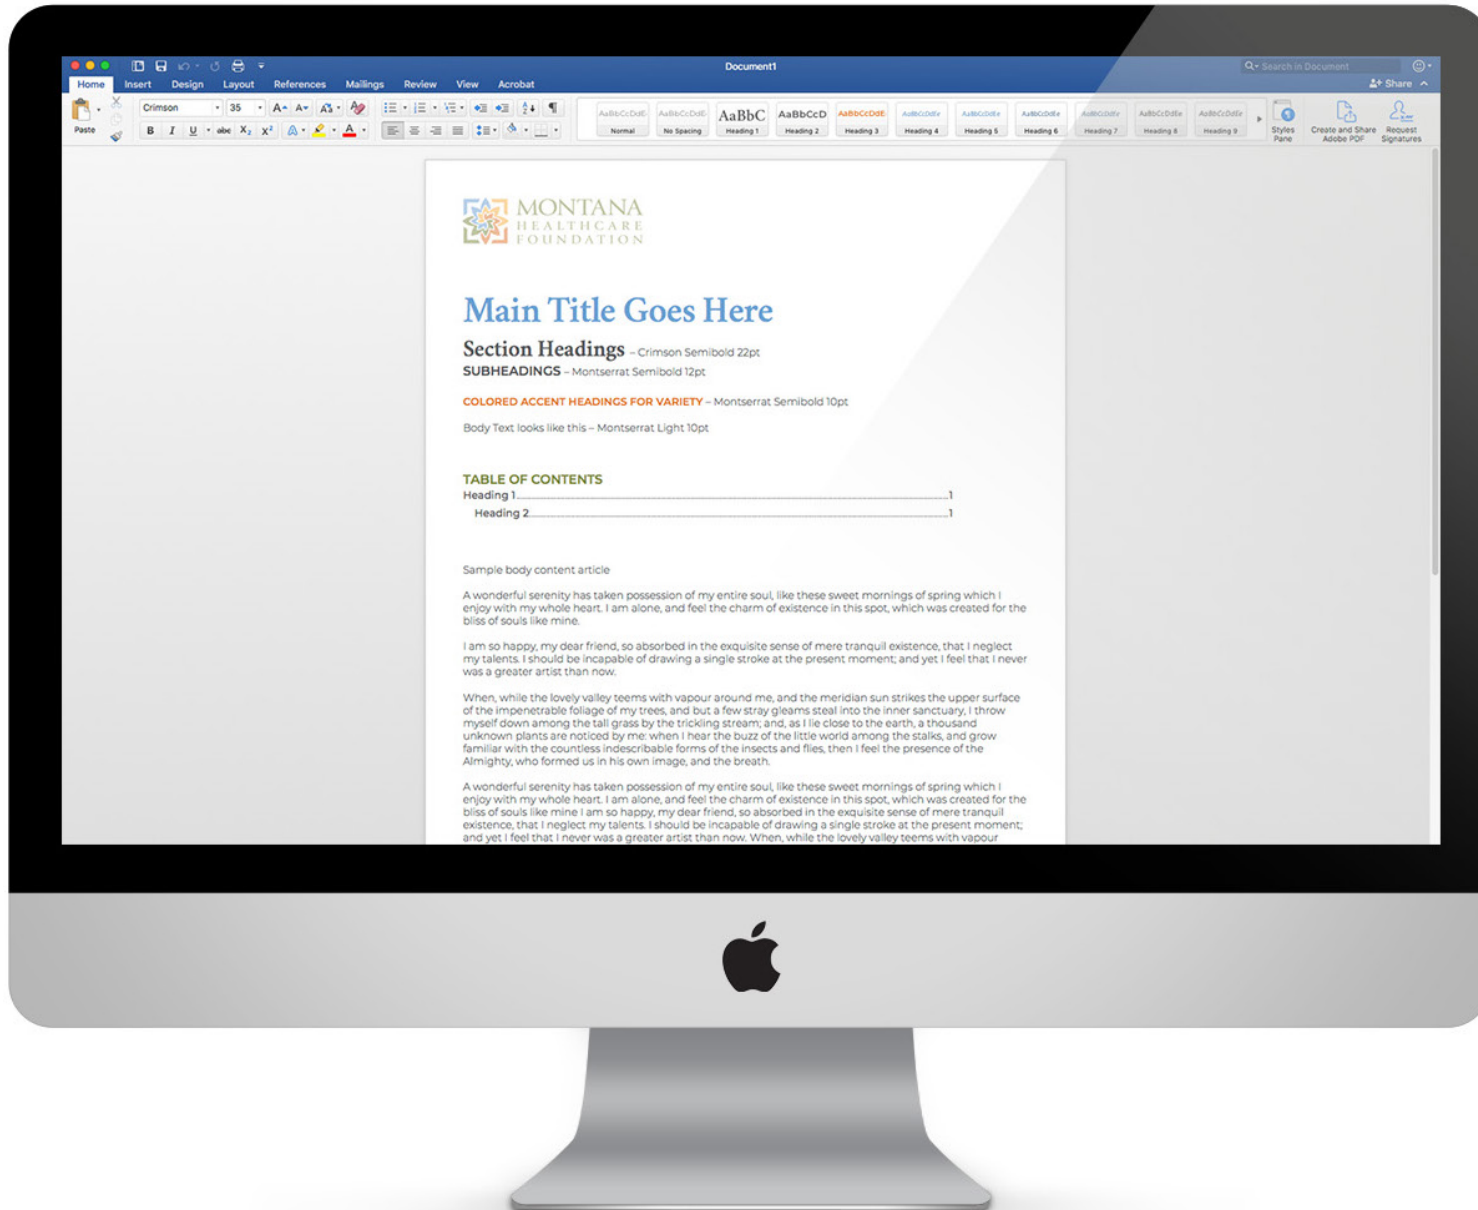 Document1
Search in Document
Home Insert Design Layout References Mailings Review View Acrobat
Share
Paste
Crimson 35
B I U abc X₂ X²
AaBbCcDdE Normal
AaBbCcDdE No Spacing
AaBbC Heading 1
AaBbCcD Heading 2
AaBbCcDdE Heading 3
AaBbCcDdEe Heading 4
AaBbCcDdEe Heading 5
AaBbCcDdEe Heading 6
AaBbCcDdEe Heading 7
AaBbCcDdEe Heading 8
AaBbCcDdEe Heading 9
Styles Pane
Create and Share Adobe PDF
Request Signatures
MONTANA
HEALTHCARE
FOUNDATION
Main Title Goes Here
Section Headings – Crimson Semibold 22pt
SUBHEADINGS – Montserrat Semibold 12pt
COLORED ACCENT HEADINGS FOR VARIETY – Montserrat Semibold 10pt
Body Text looks like this – Montserrat Light 10pt
TABLE OF CONTENTS
Heading 1 1
Heading 2 1
Sample body content article
A wonderful serenity has taken possession of my entire soul, like these sweet mornings of spring which I
enjoy with my whole heart. I am alone, and feel the charm of existence in this spot, which was created for the
bliss of souls like mine.
I am so happy, my dear friend, so absorbed in the exquisite sense of mere tranquil existence, that I neglect
my talents. I should be incapable of drawing a single stroke at the present moment; and yet I feel that I never
was a greater artist than now.
When, while the lovely valley teems with vapour around me, and the meridian sun strikes the upper surface
of the impenetrable foliage of my trees, and but a few stray gleams steal into the inner sanctuary, I throw
myself down among the tall grass by the trickling stream; and, as I lie close to the earth, a thousand
unknown plants are noticed by me: when I hear the buzz of the little world among the stalks, and grow
familiar with the countless indescribable forms of the insects and flies, then I feel the presence of the
Almighty, who formed us in his own image, and the breath.
A wonderful serenity has taken possession of my entire soul, like these sweet mornings of spring which I
enjoy with my whole heart. I am alone, and feel the charm of existence in this spot, which was created for the
bliss of souls like mine I am so happy, my dear friend, so absorbed in the exquisite sense of mere tranquil
existence, that I neglect my talents. I should be incapable of drawing a single stroke at the present moment;
and yet I feel that I never was a greater artist than now. When, while the lovely valley teems with vapour